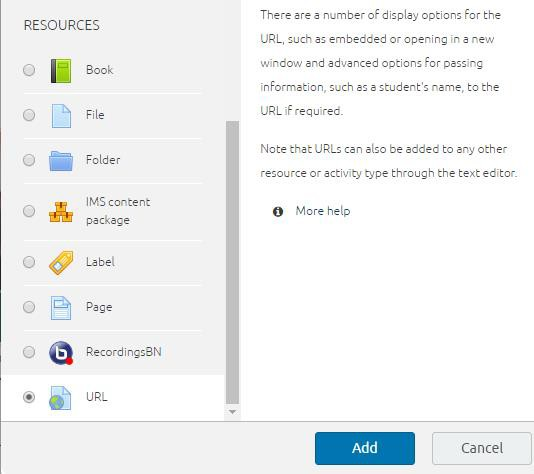 RESOURCES
Book
File
Folder
IMS content
package
Label
Page
RecordingsBN
URL
There are a number of display options for the
URL, such as embedded or opening in a new
window and advanced options for passing
information, such as a student's name, to the
URL if required.
Note that URLs can also be added to any other
resource or activity type through the text editor.
More help
Add
Cancel